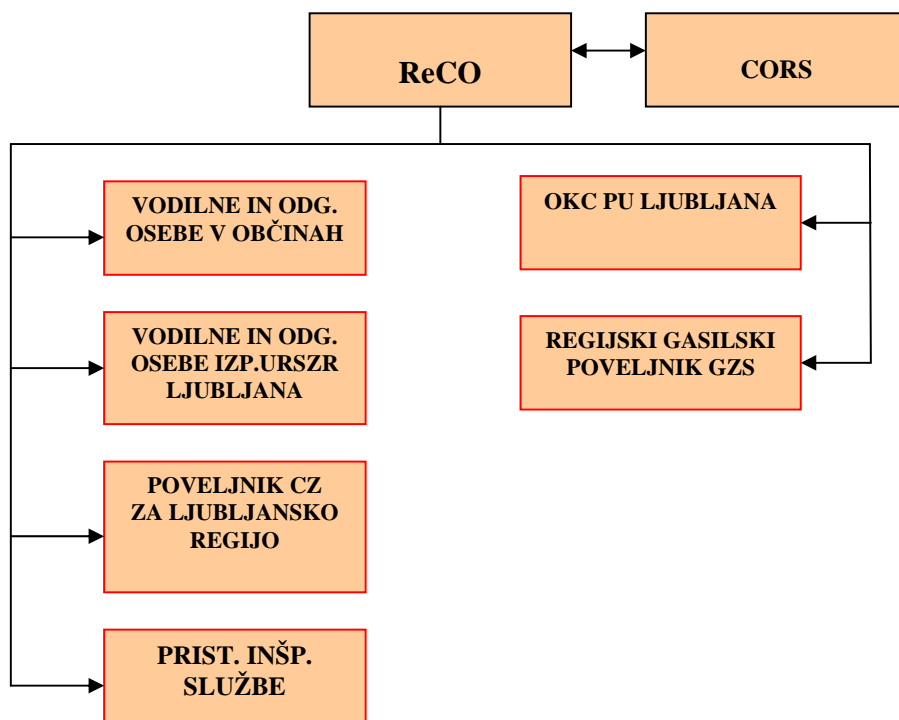 ReCO
CORS
VODILNE IN ODG.
OSEBE V OBČINAH
VODILNE IN ODG.
OSEBE IZP.URSZR
LJUBLJANA
POVELJNIK CZ
ZA LJUBLJANSKO
REGIJO
PRIST. INŠP.
SLUŽBE
OKC PU LJUBLJANA
REGIJSKI GASILSKI
POVELJNIK GZS